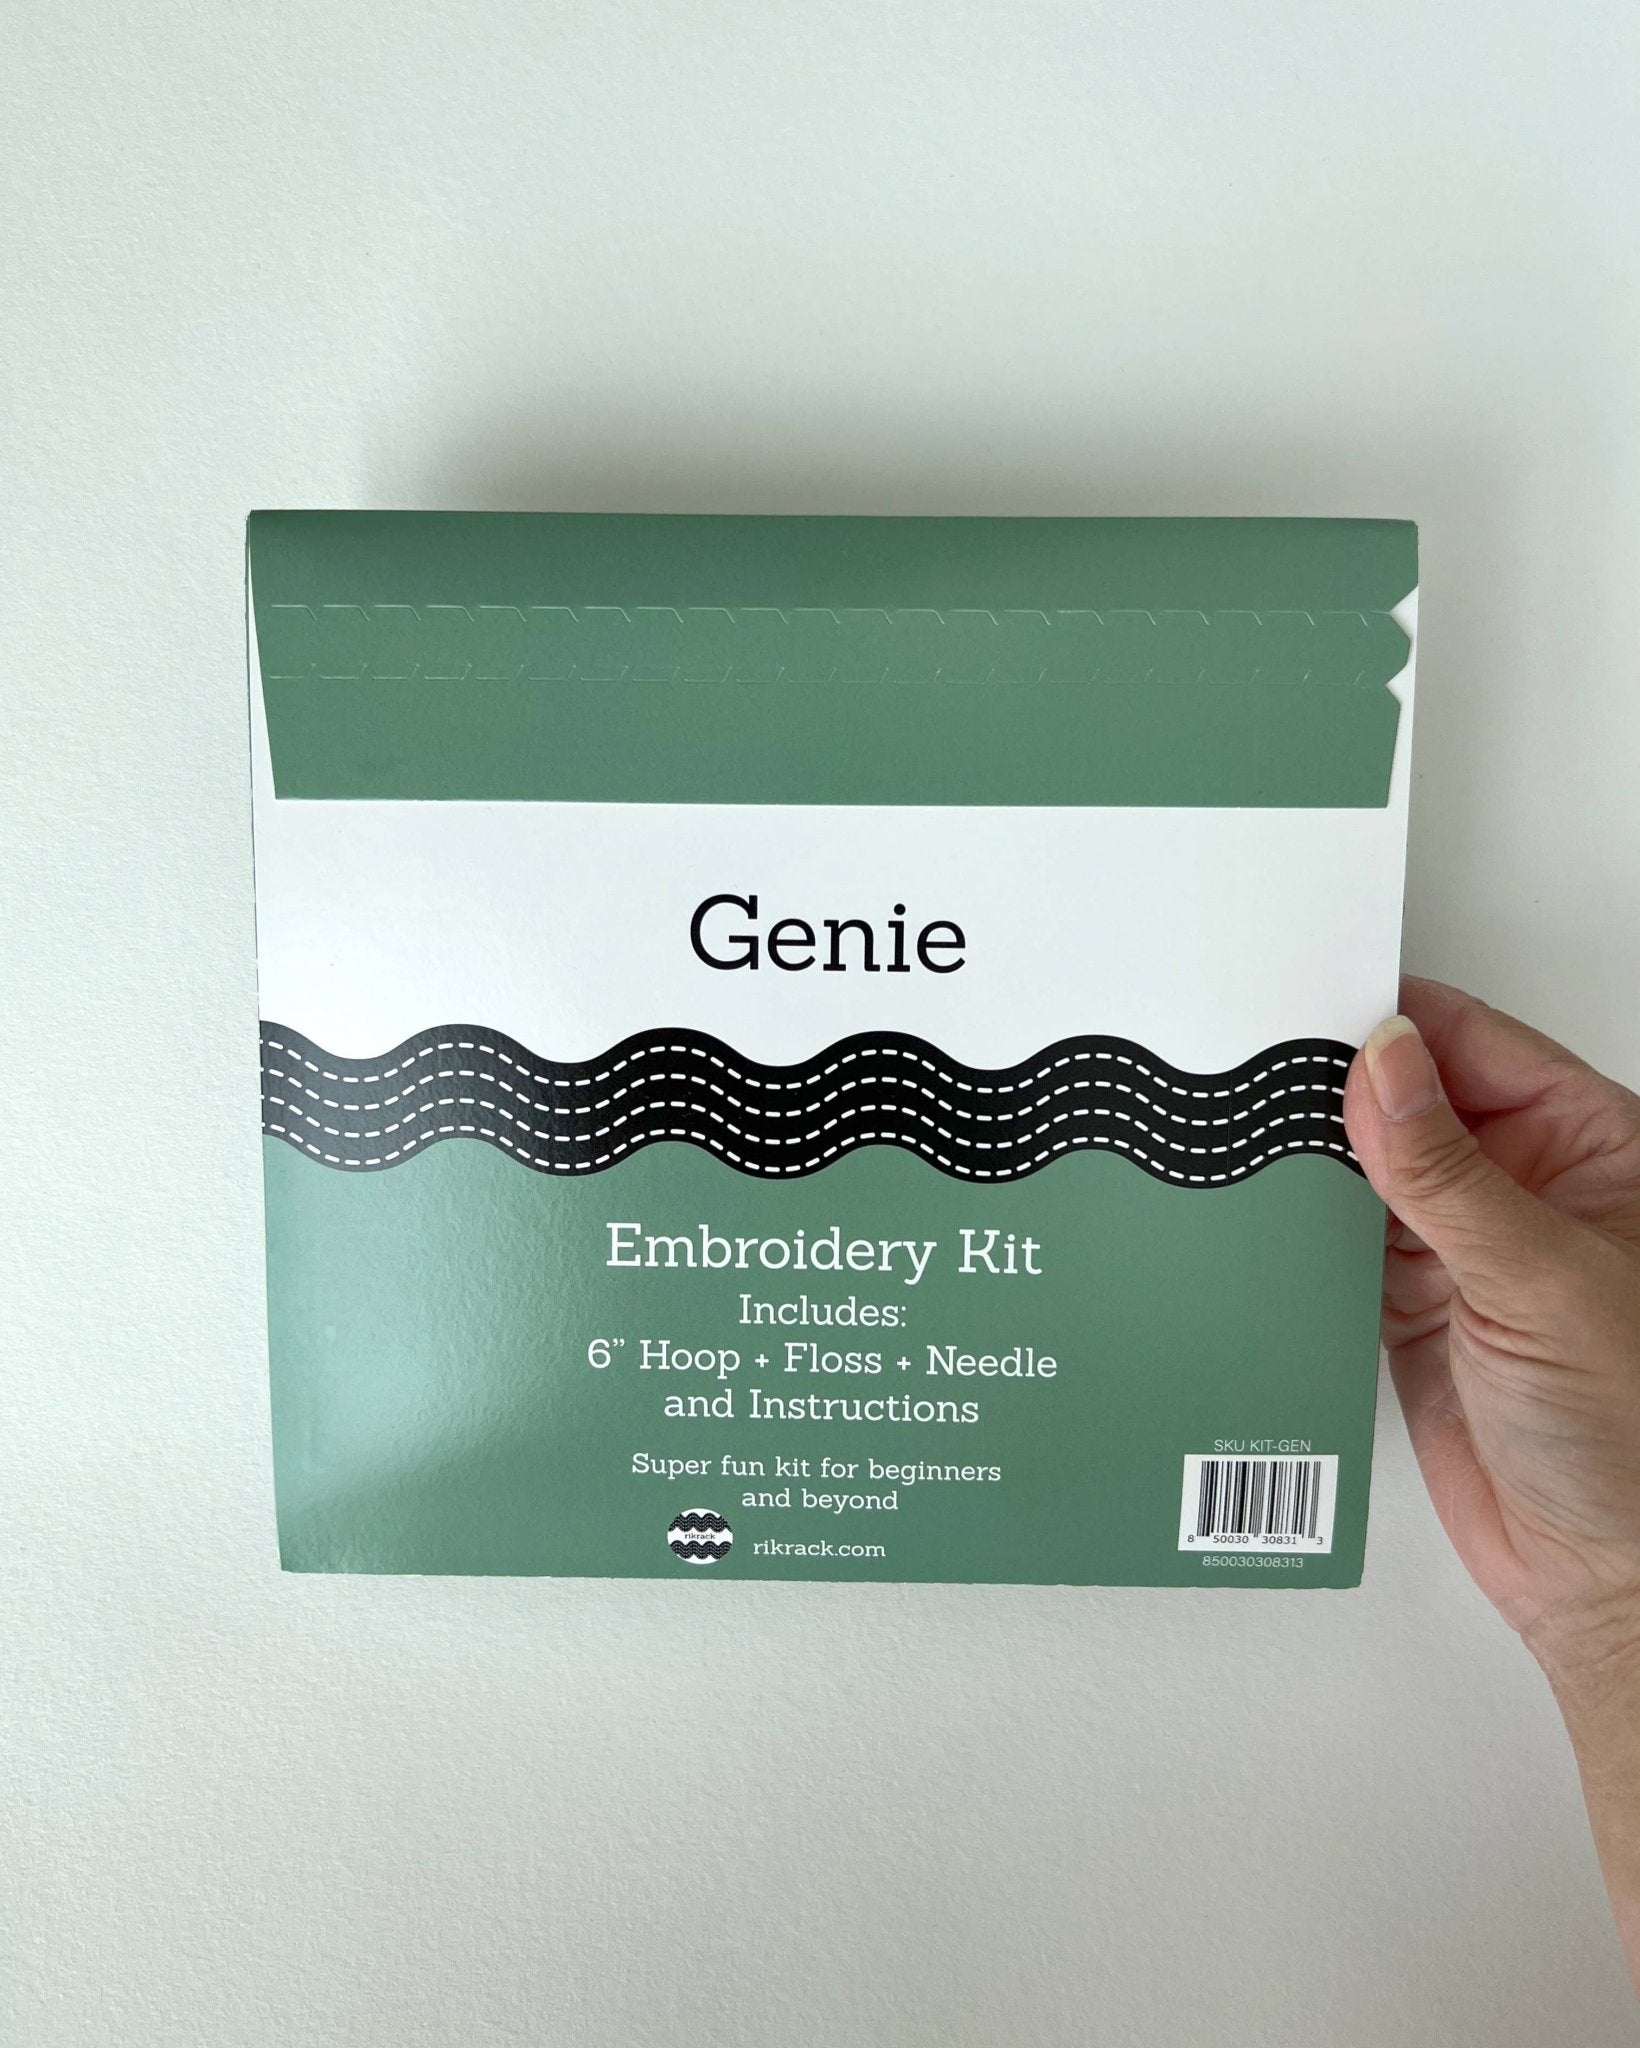 Genie
Embroidery Kit
Includes:
6” Hoop + Floss + Needle
and Instructions
Super fun kit for beginners
and beyond
rikrack
rikrack.com
SKU KIT-GEN
8 50030 30831 3
850030308313